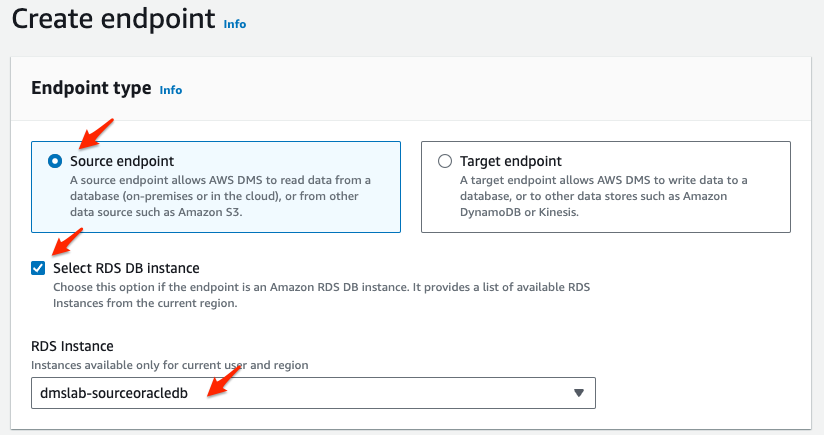 Create endpoint Info
Endpoint type Info
Source endpoint
A source endpoint allows AWS DMS to read data from a
database (on-premises or in the cloud), or from other
data source such as Amazon S3.
Target endpoint
A target endpoint allows AWS DMS to write data to a
database, or to other data stores such as Amazon
DynamoDB or Kinesis.
Select RDS DB instance
Choose this option if the endpoint is an Amazon RDS DB instance. It provides a list of available RDS
Instances from the current region.
RDS Instance
Instances available only for current user and region
dmslab-sourceoracledb